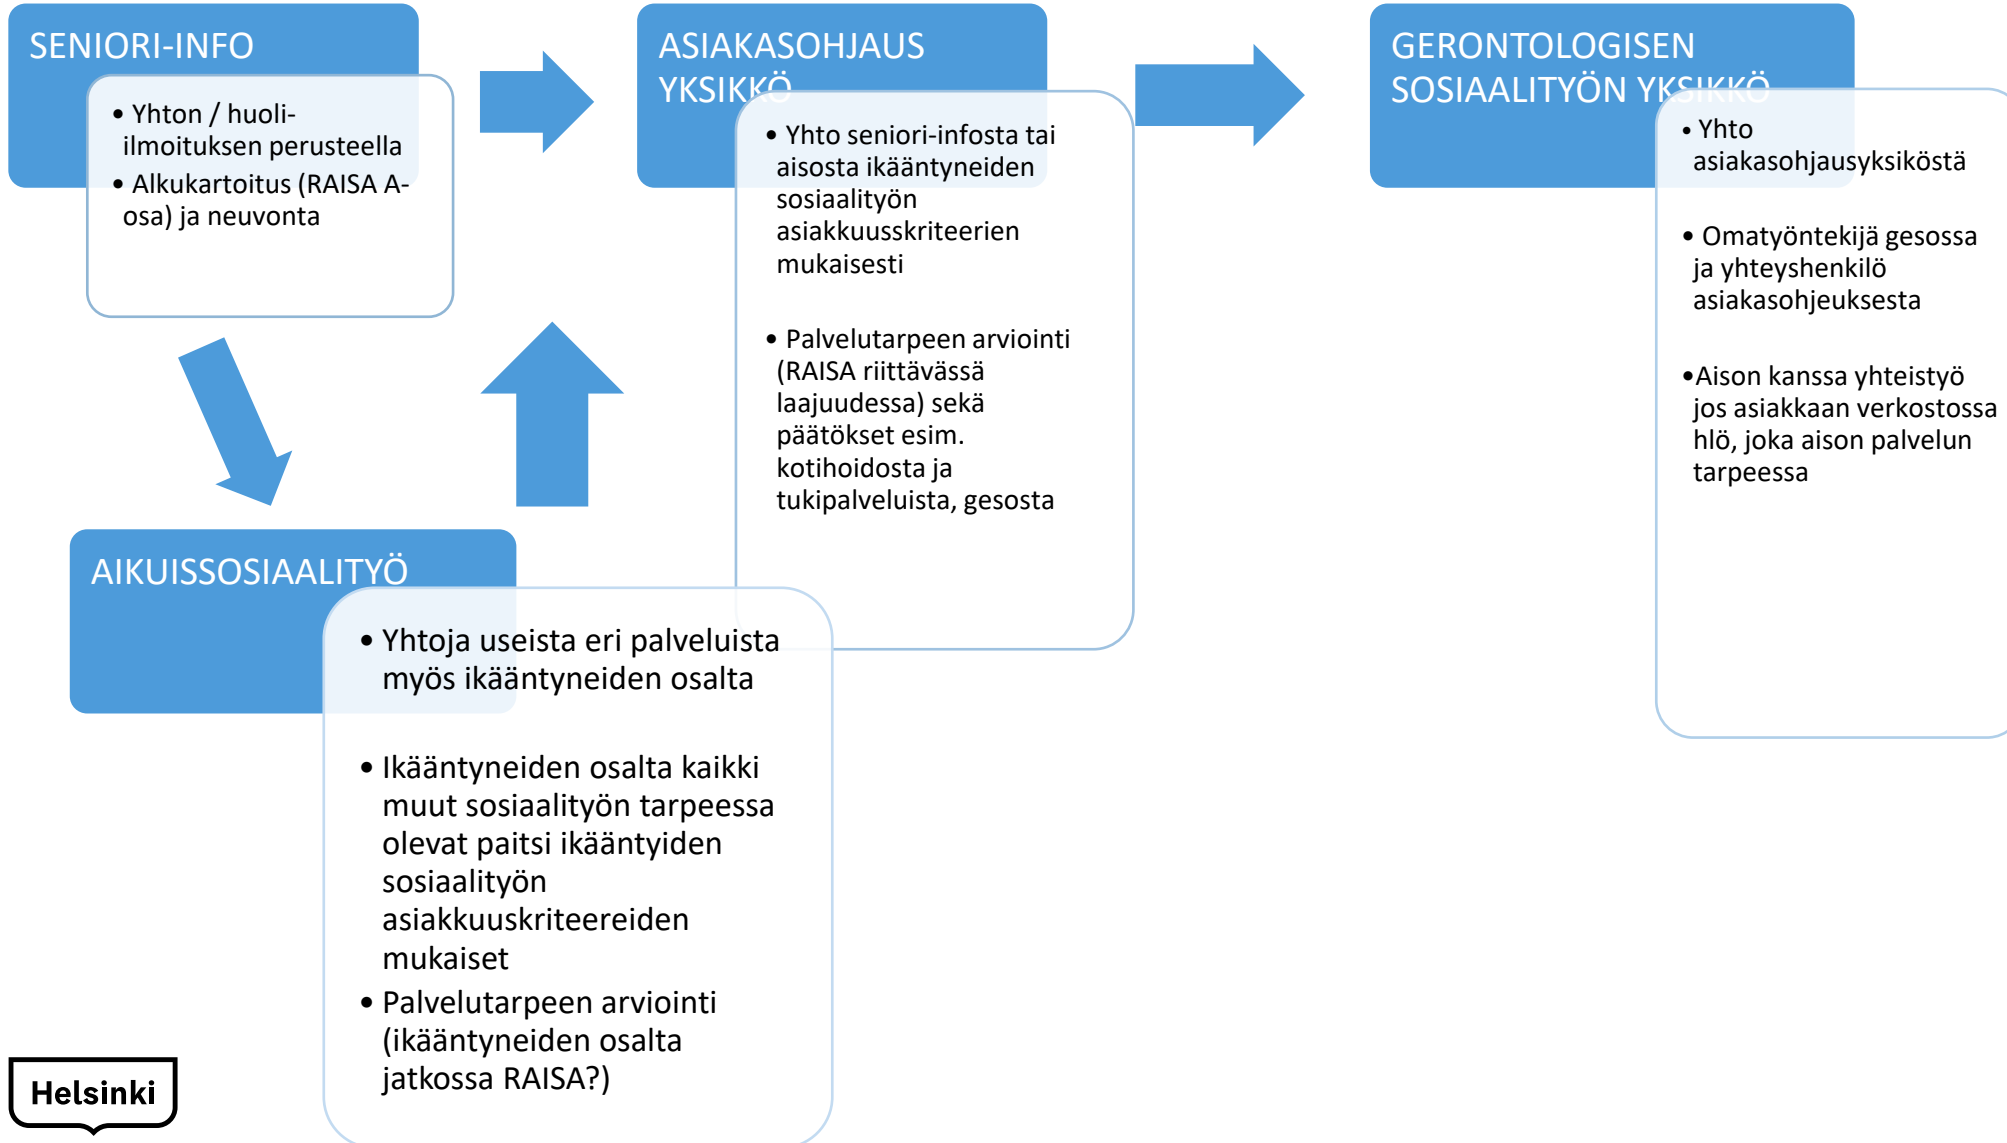 SENIORI-INFO
• Yhton / huoli-
ilmoituksen perusteella
• Alkukartoitus (RAISA A-
osa) ja neuvonta
ASIAKASOHJAUS
YKSIKKÖ
• Yhto seniori-infosta tai
aisosta ikääntyneiden
sosiaalityön
asiakkuusskriteerien
mukaisesti
• Palvelutarpeen arviointi
(RAISA riittävässä
laajuudessa) sekä
päätökset esim.
kotihoidosta ja
tukipalveluista, gesosta
GERONTOLOGISEN
SOSIAALITYÖN YKSIKKÖ
• Yhto
asiakasohjausyksiköstä
• Omatyöntekijä gesossa
ja yhteyshenkilö
asiakasohjeuksesta
•Aison kanssa yhteistyö
jos asiakkaan verkostossa
hlö, joka aison palvelun
tarpeessa
AIKUISSOSIAALITYÖ
• Yhtoja useista eri palveluista
myös ikääntyneiden osalta
• Ikääntyneiden osalta kaikki
muut sosiaalityön tarpeessa
olevat paitsi ikääntyiden
sosiaalityön
asiakkuuskriteereiden
mukaiset
• Palvelutarpeen arviointi
(ikääntyneiden osalta
jatkossa RAISA?)
Helsinki